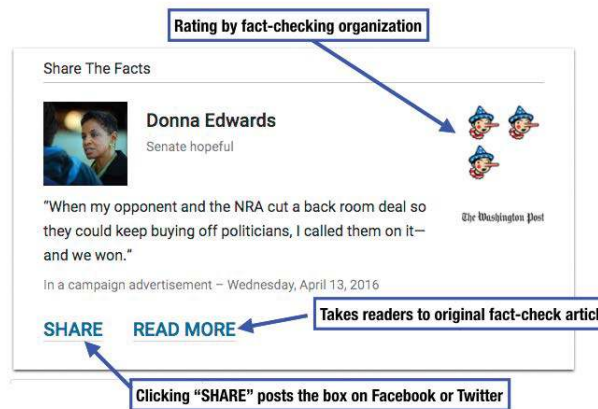 Rating by fact-checking organization
Share The Facts
Donna Edwards
Senate hopeful
The Washington Post
“When my opponent and the NRA cut a back room deal so
they could keep buying off politicians, I called them on it—
and we won.“
In a campaign advertisement – Wednesday, April 13, 2016
SHARE READ MORE
Takes readers to original fact-check articl
Clicking “SHARE” posts the box on Facebook or Twitter